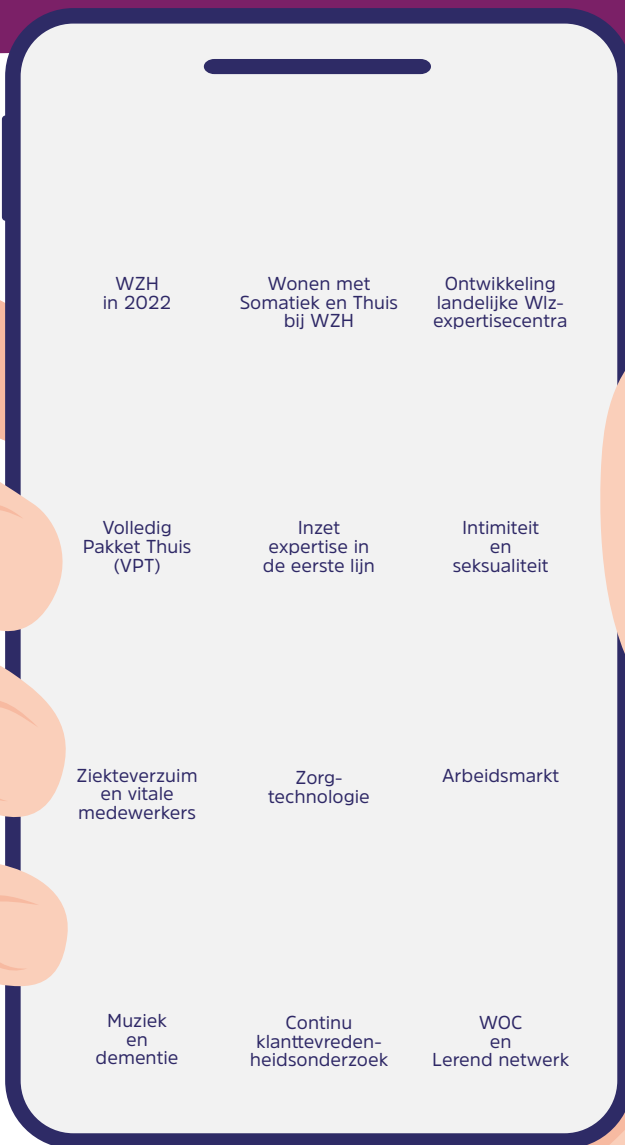 WZH
in 2022
Wonen met
Somatiek en Thuis
bij WZH
Ontwikkeling
landelijke Wlz-
expertisecentra
Volledig
Pakket Thuis
(VPT)
Inzet
expertise in
de eerste lijn
Intimiteit
en
seksualiteit
Ziekteverzuim
en vitale
medewerkers
Zorg-
technologie
Arbeidsmarkt
Muziek
en
dementie
Continu
klanttevreden-
heidsonderzoek
WOC
en
Lerend netwerk